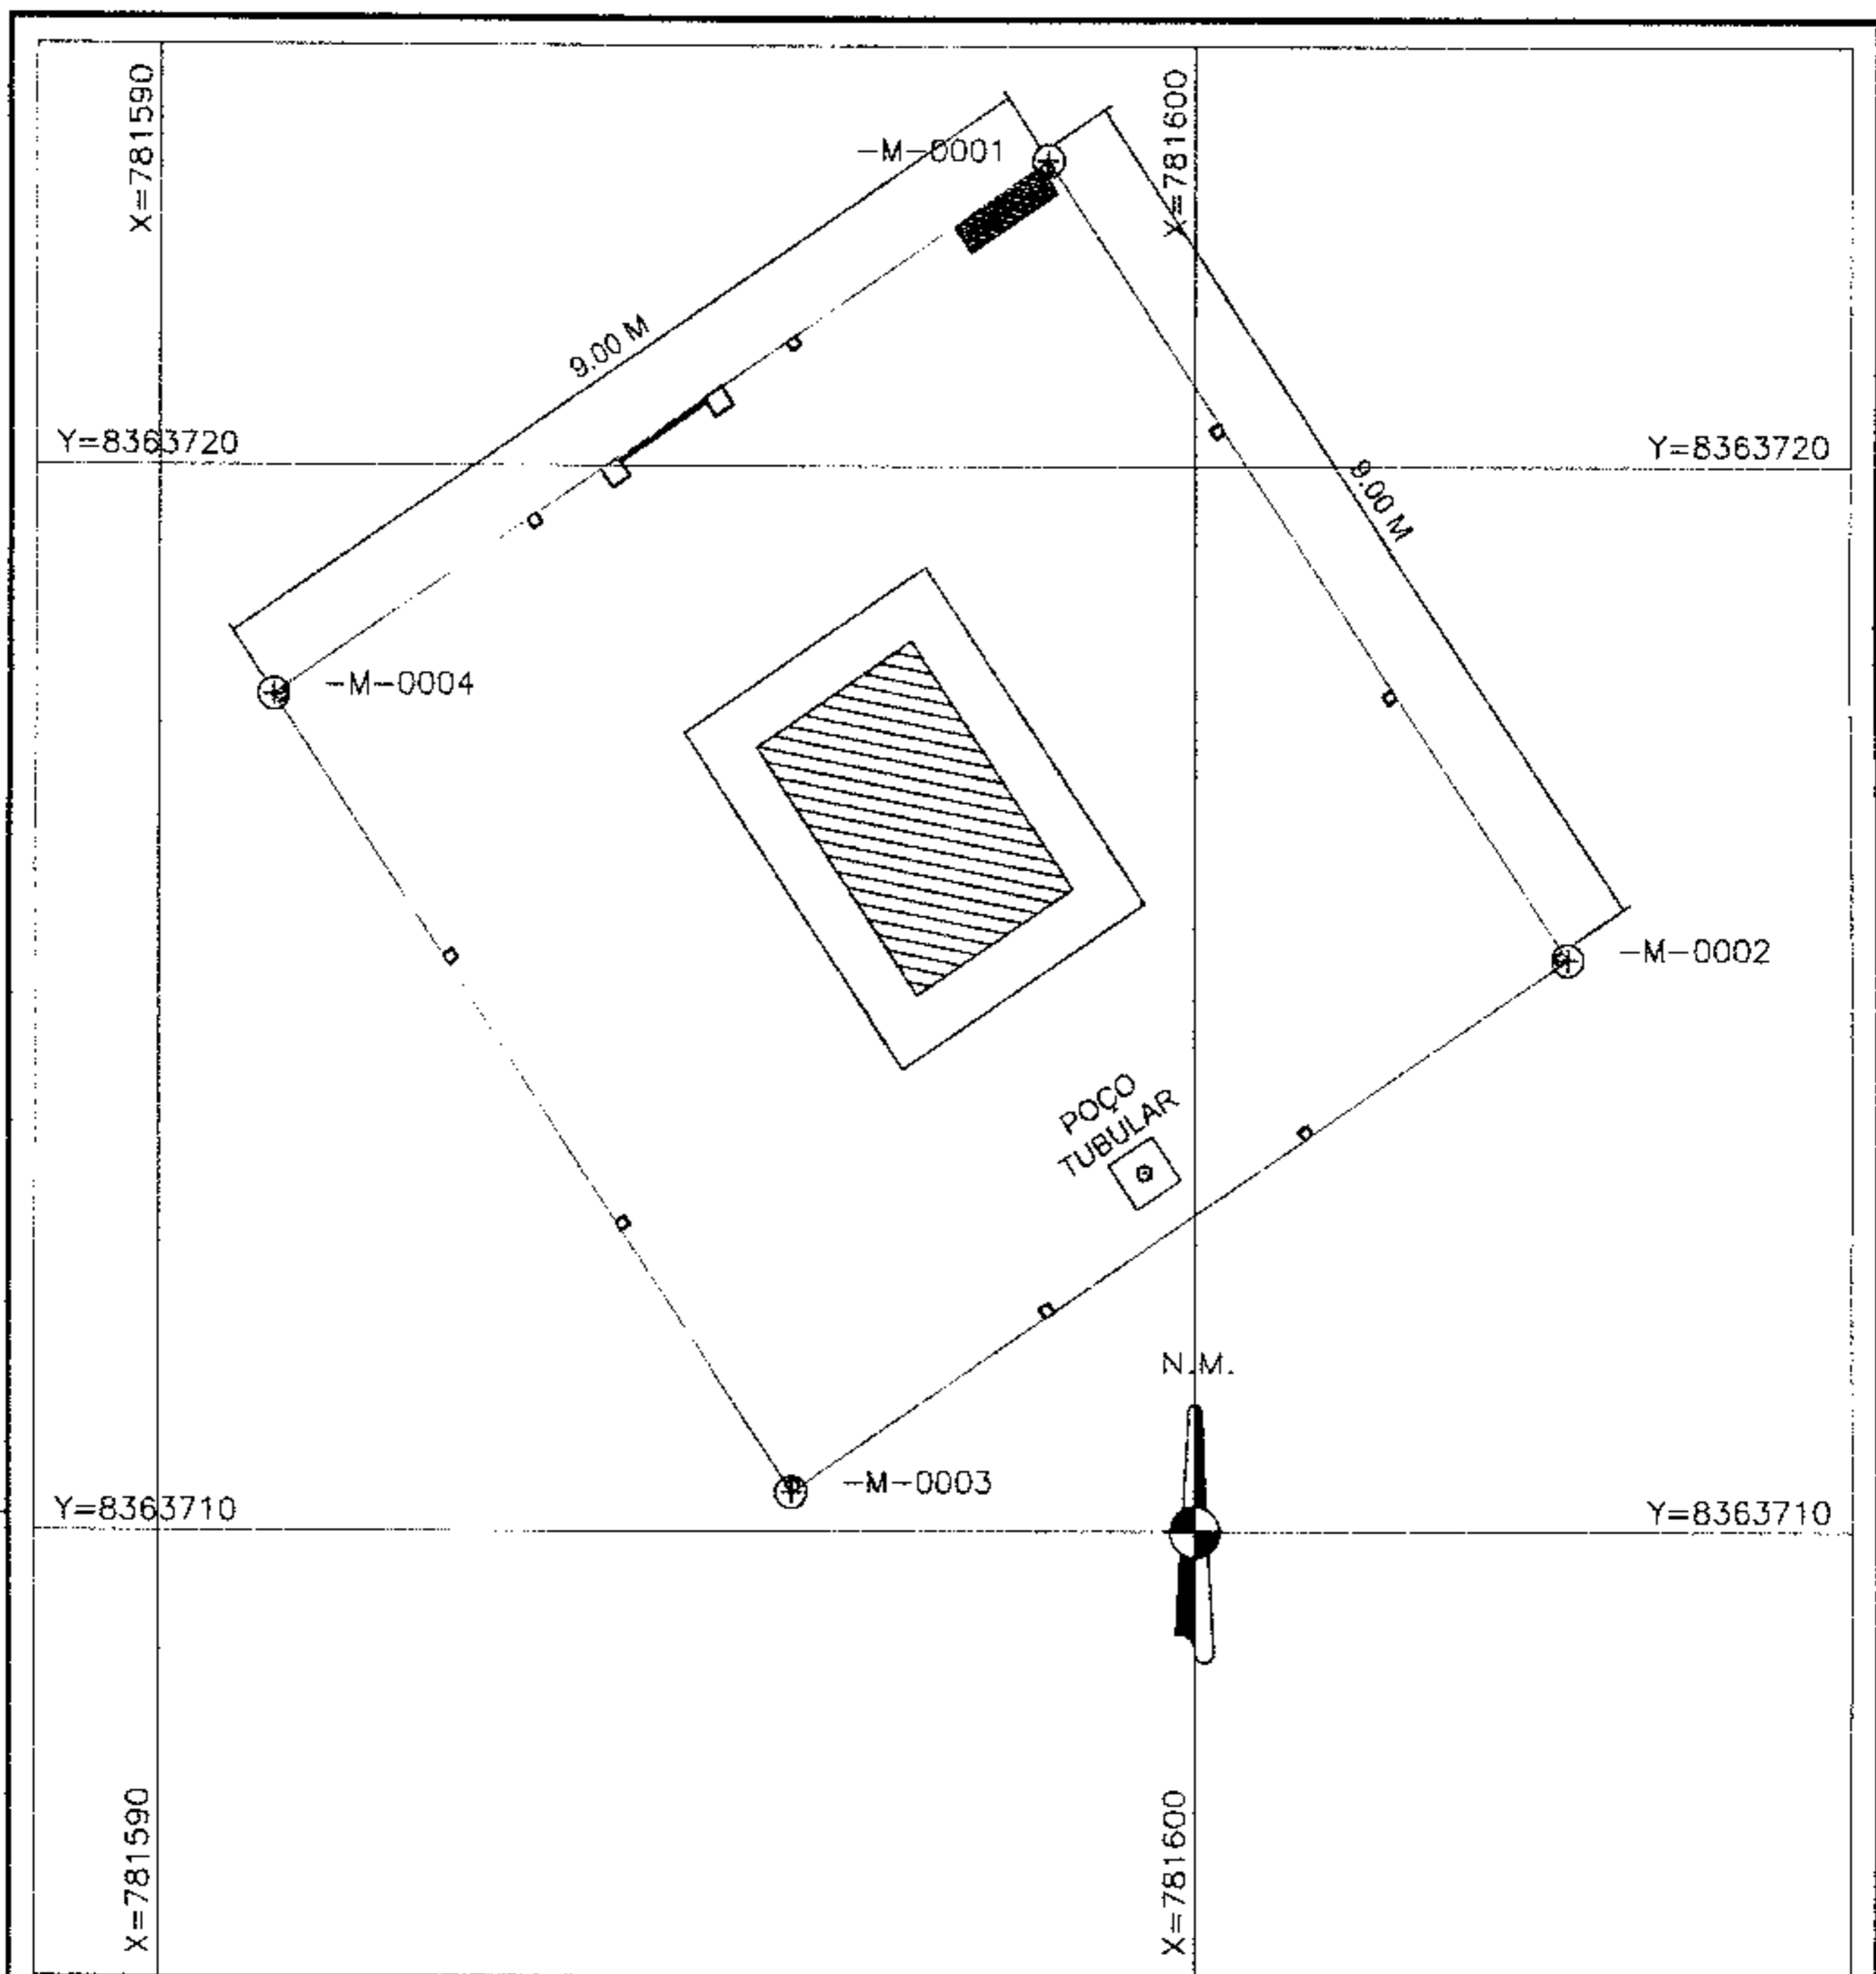 X=781590
X=781600
-M-0001
9.00 M
Y=8363720
Y=8363720
9.00 M
-M-0004
-M-0002
POÇO
TUBULAR
N.M.
-M-0003
Y=8363710
Y=8363710
X=781590
X=781600